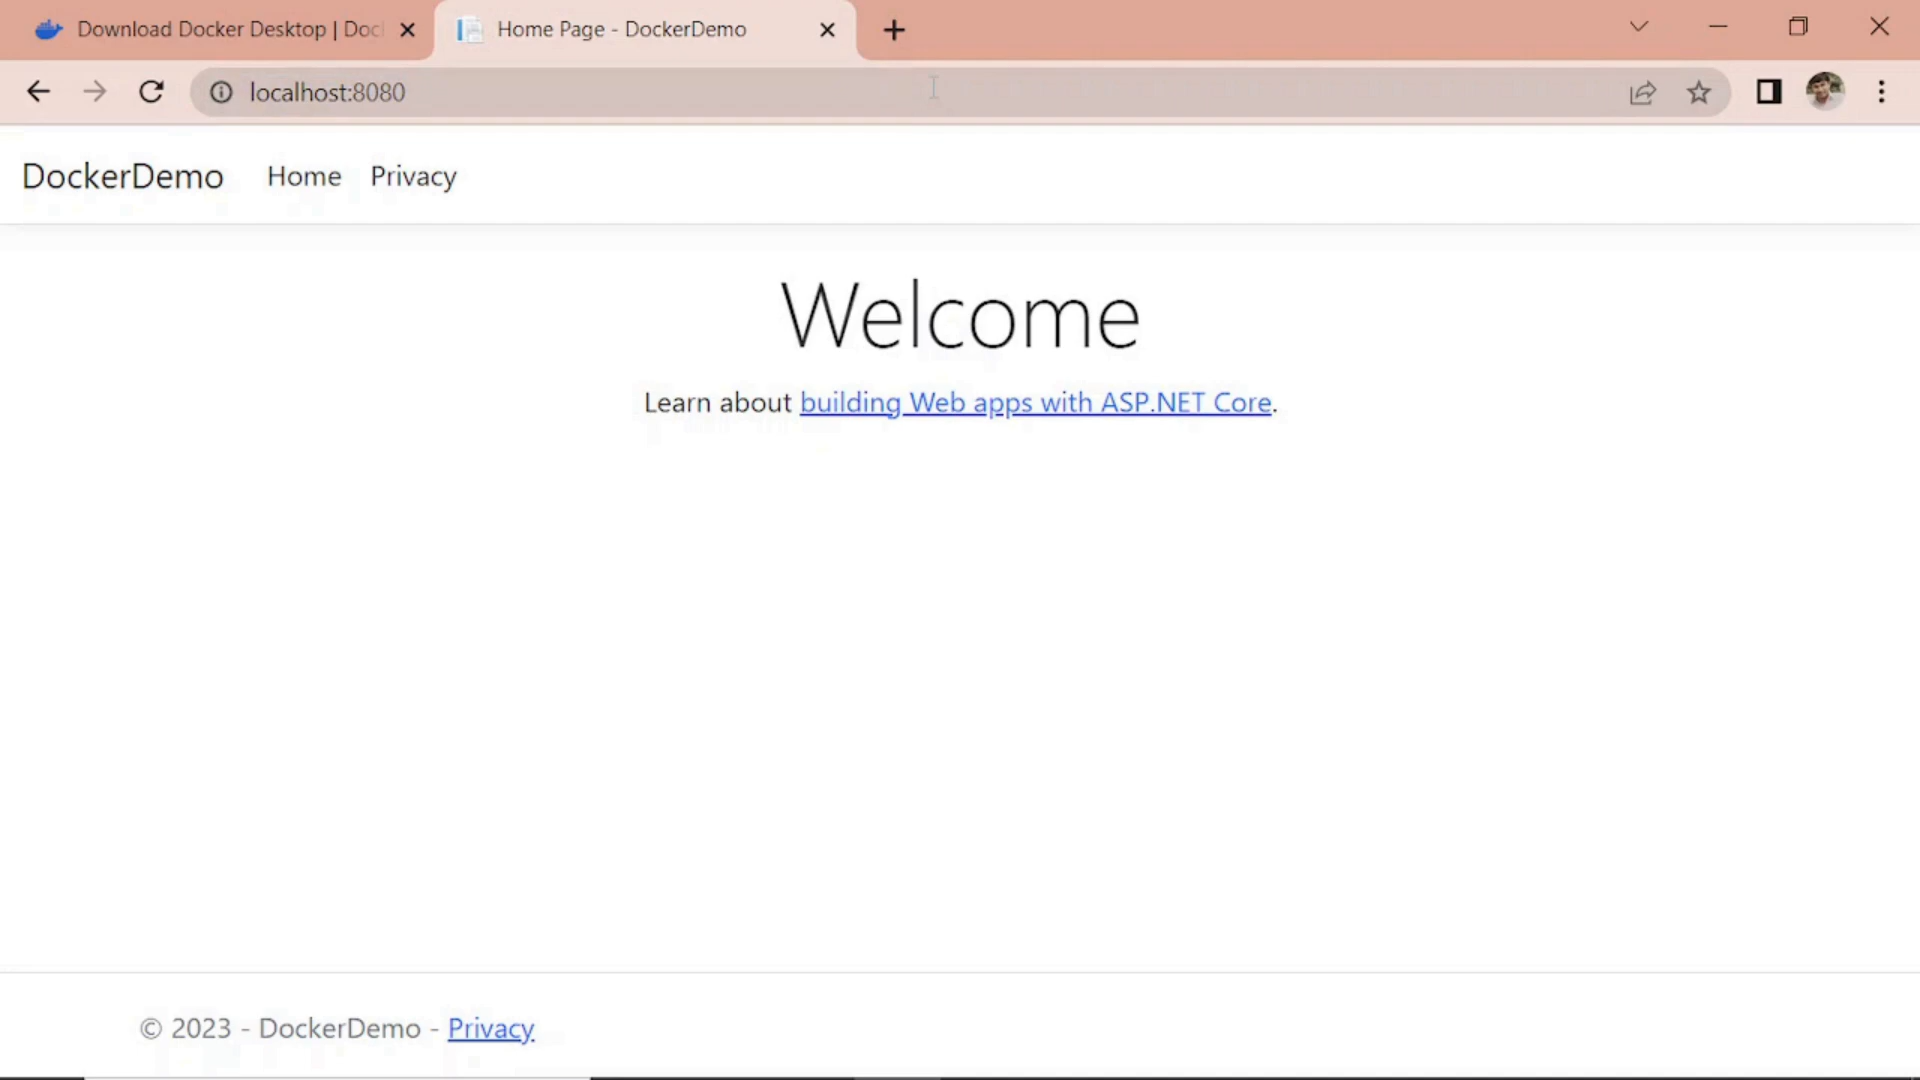 Download Docker Desktop | Doc
Home Page - DockerDemo
localhost:8080
DockerDemo Home Privacy
Welcome
Learn about building Web apps with ASP.NET Core.
© 2023 - DockerDemo - Privacy